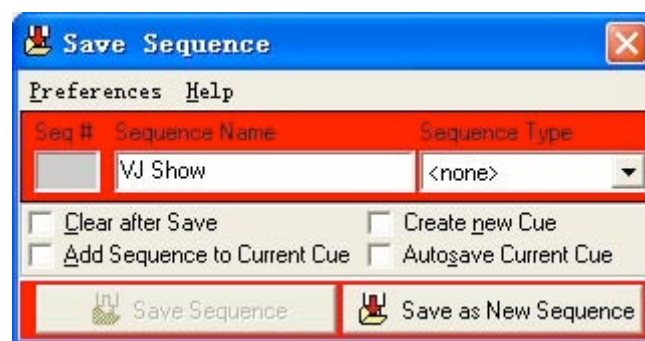 Save Sequence
Preferences Help
Seq # Sequence Name Sequence Type
VJ Show <none>
Clear after Save Create new Cue
Add Sequence to Current Cue Autosave Current Cue
Save Sequence Save as New Sequence